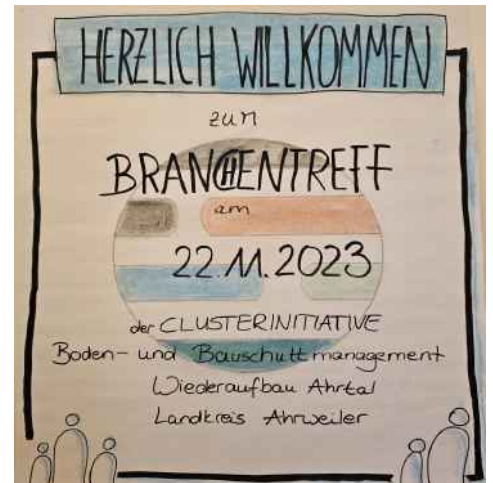 HERZLICH WILLKOMMEN
zum
BRANCHENTREFF
am
22.11.2023
der CLUSTERINITIATIVE
Boden- und Bauschuttmanagement
Wiederaufbau Ahrtal
Landkreis Ahrweiler